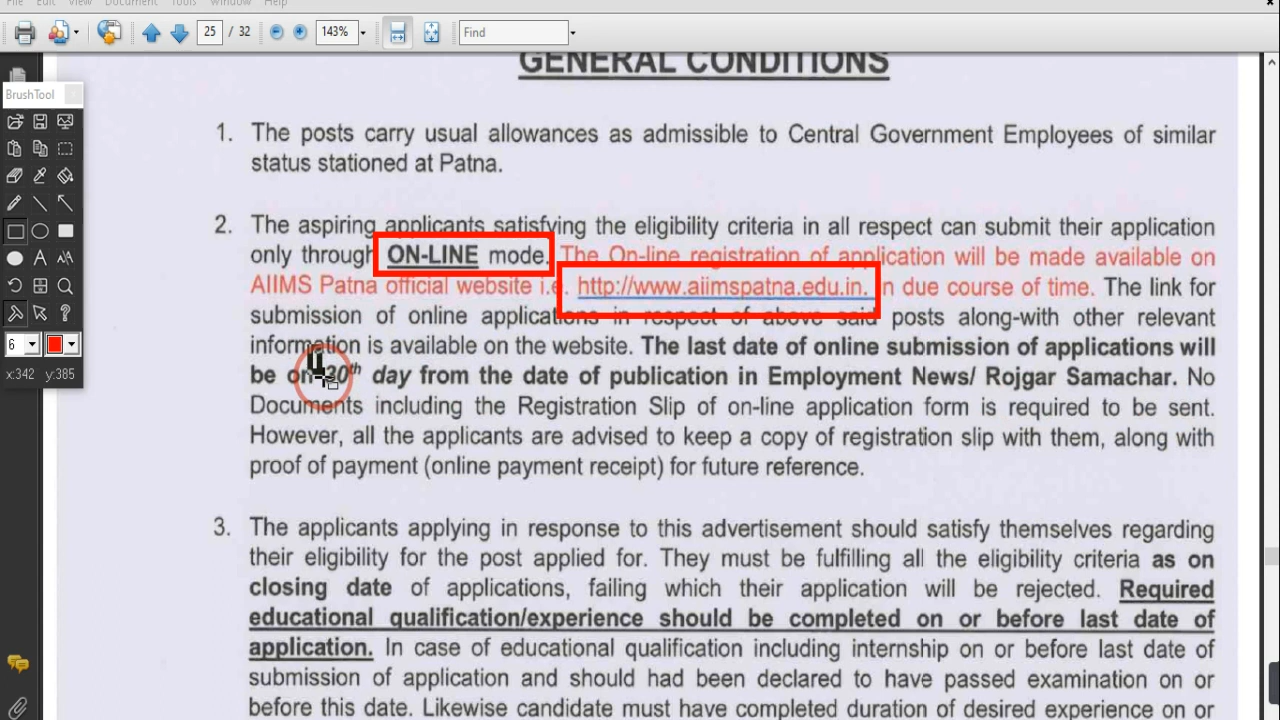 File Edit View Document Tools Window Help
25 / 32 143% Find
BrushTool
GENERAL CONDITIONS
1. The posts carry usual allowances as admissible to Central Government Employees of similar
status stationed at Patna.
2. The aspiring applicants satisfying the eligibility criteria in all respect can submit their application
only through ON-LINE mode. The On-line registration of application will be made available on
AIIMS Patna official website i.e. http://www.aiimspatna.edu.in. in due course of time. The link for
submission of online applications in respect of above said posts along-with other relevant
information is available on the website. The last date of online submission of applications will
be on 30th day from the date of publication in Employment News/ Rojgar Samachar. No
Documents including the Registration Slip of on-line application form is required to be sent.
However, all the applicants are advised to keep a copy of registration slip with them, along with
proof of payment (online payment receipt) for future reference.
3. The applicants applying in response to this advertisement should satisfy themselves regarding
their eligibility for the post applied for. They must be fulfilling all the eligibility criteria as on
closing date of applications, failing which their application will be rejected. Required
educational qualification/experience should be completed on or before last date of
application. In case of educational qualification including internship on or before last date of
submission of application and should had been declared to have passed examination on or
before this date. Likewise candidate must have completed duration of desired experience on or
6
x:342 y:385